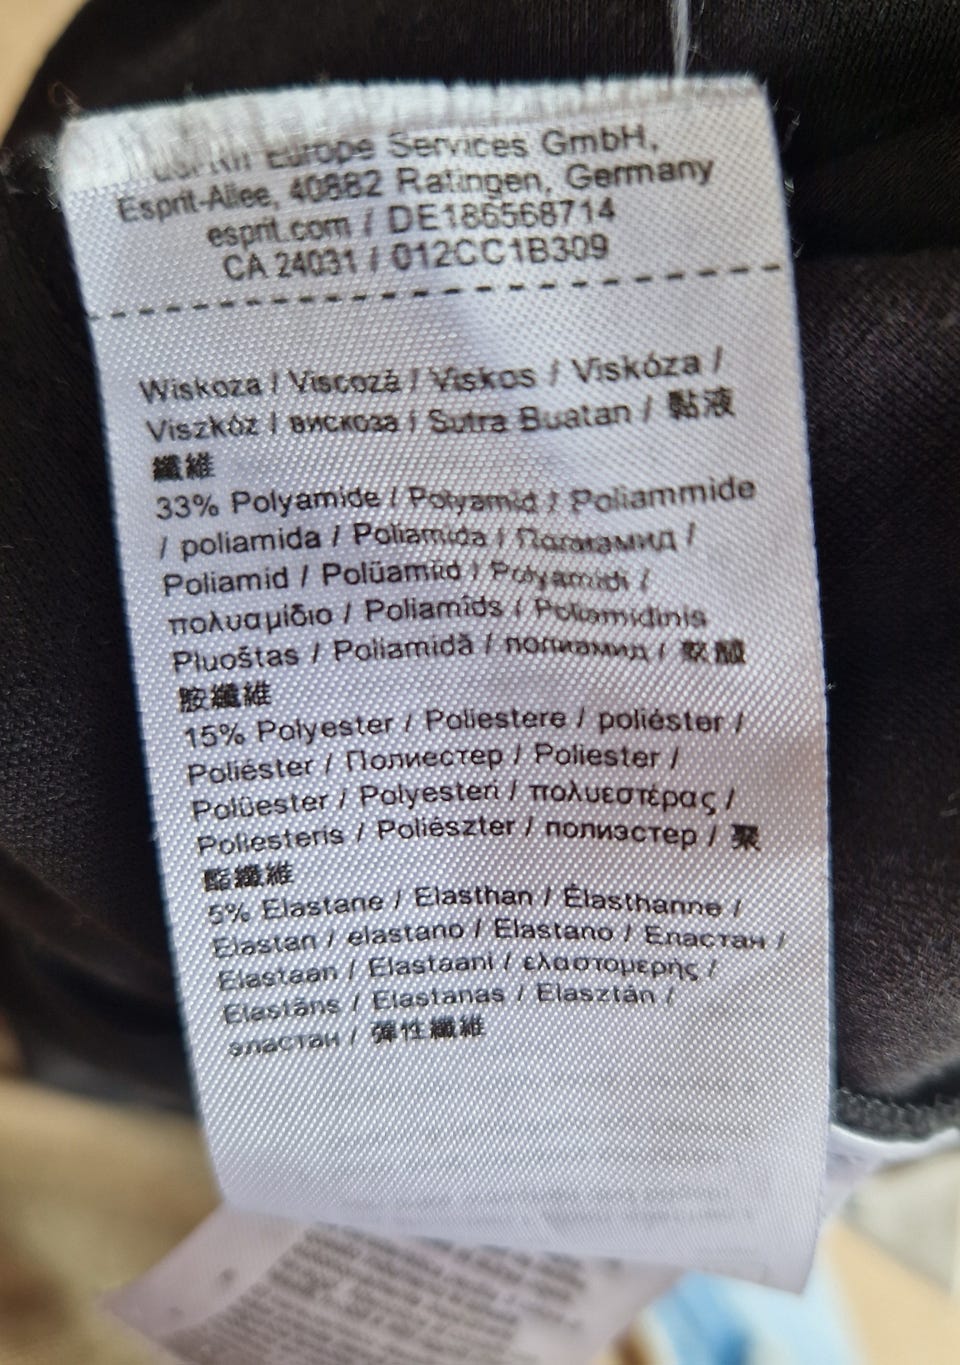 Europe Services GmbH,
Esprit-Allee, 40882 Ratingen, Germany
esprit.com / DE186568714
CA 24031 / 012CC1B309
Wiskoza / Viscoză / Viskos / Viskóza /
Viszkóz / вискоза / Sutra Buatan / 黏液
纖維
33% Polyamide / Polyamid / Poliammide
/ poliamida / Poliamida / Полиамид /
Poliamid / Polüamiid / Polyamidi /
πολυαμίδιο / Poliamīds / Poliamidinis
Pluoštas / Poliamidă / полиамид / 聚醯
胺纖維
15% Polyester / Poliestere / poliéster /
Poliéster / Полиестер / Poliester /
Polüester / Polyesteri / πολυεστέρας /
Poliesteris / Poliészter / полиэстер / 聚
酯纖維
5% Elastane / Elasthan / Élasthanne /
Elastan / elastano / Elastano / Еластан /
Elastaan / Elastaani / ελαστομερής /
Elastāns / Elastanas / Elasztán /
эластан / 彈性纖維